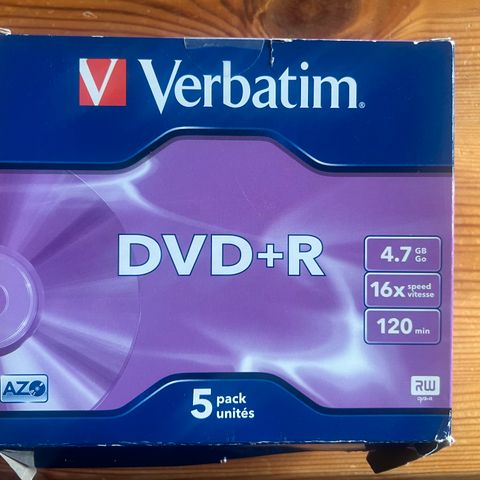 Verbatim®
DVD+R
4.7 GB Go
16x speed vitesse
120 min
AZO
RW
5 pack unités